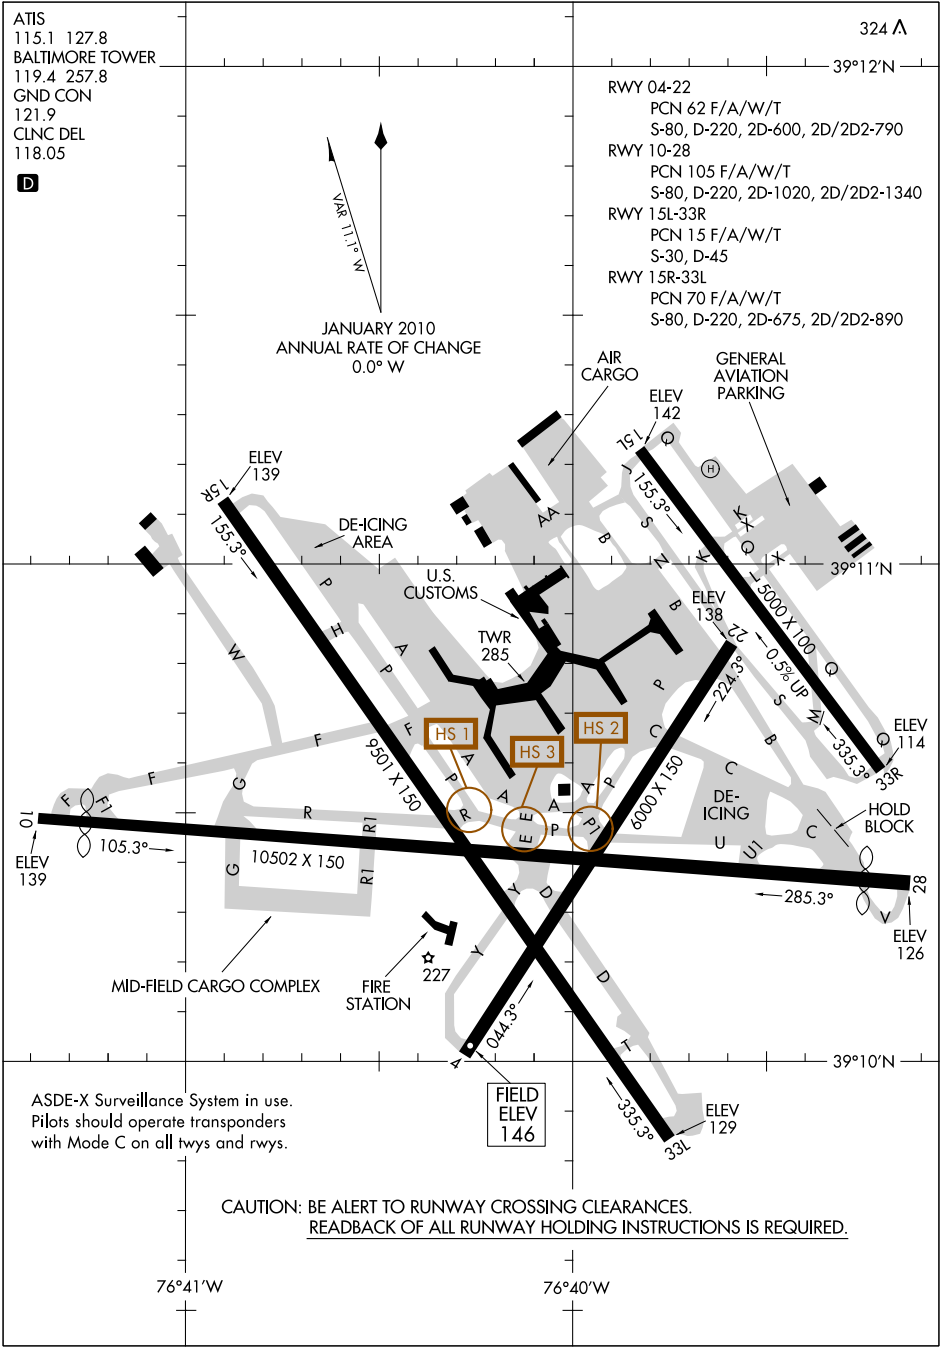 ATIS
115.1 127.8
BALTIMORE TOWER
119.4 257.8
GND CON
121.9
CLNC DEL
118.05
D
324
39°12'N
RWY 04-22
PCN 62 F/A/W/T
S-80, D-220, 2D-600, 2D/2D2-790
RWY 10-28
PCN 105 F/A/W/T
S-80, D-220, 2D-1020, 2D/2D2-1340
RWY 15L-33R
PCN 15 F/A/W/T
S-30, D-45
RWY 15R-33L
PCN 70 F/A/W/T
S-80, D-220, 2D-675, 2D/2D2-890
VAR 11.1° W
JANUARY 2010
ANNUAL RATE OF CHANGE
0.0° W
AIR
CARGO
GENERAL
AVIATION
PARKING
ELEV
142
15L
Q
J
H
155.3°
ELEV
139
15R
155.3°
DE-ICING
AREA
AA
S
B
Z
K
K
X
Q
X
L
39°11'N
U.S.
CUSTOMS
P
H
A
P
TWR
285
B
ELEV
138
22
5000 X 100
0.5% UP
Q
W
P
224.3°
S
W
335.3°
Q
ELEV
114
33R
F
F
F
HS 1
HS 2
HS 3
C
B
C
9501 X 150
A
P
G
F
F1
A
A
P
A
6000 X 150
DE-
ICING
HOLD
BLOCK
10
R
R1
R
E
E
P
P1
U
U1
C
105.3°
10502 X 150
ELEV
139
G
R1
Y
D
285.3°
28
V
ELEV
126
MID-FIELD CARGO COMPLEX
FIRE
STATION
227
Y
D
044.3°
4
T
39°10'N
FIELD
ELEV
146
335.3°
ELEV
129
33L
ASDE-X Surveillance System in use.
Pilots should operate transponders
with Mode C on all twys and rwys.
CAUTION: BE ALERT TO RUNWAY CROSSING CLEARANCES.
READBACK OF ALL RUNWAY HOLDING INSTRUCTIONS IS REQUIRED.
76°41'W
76°40'W